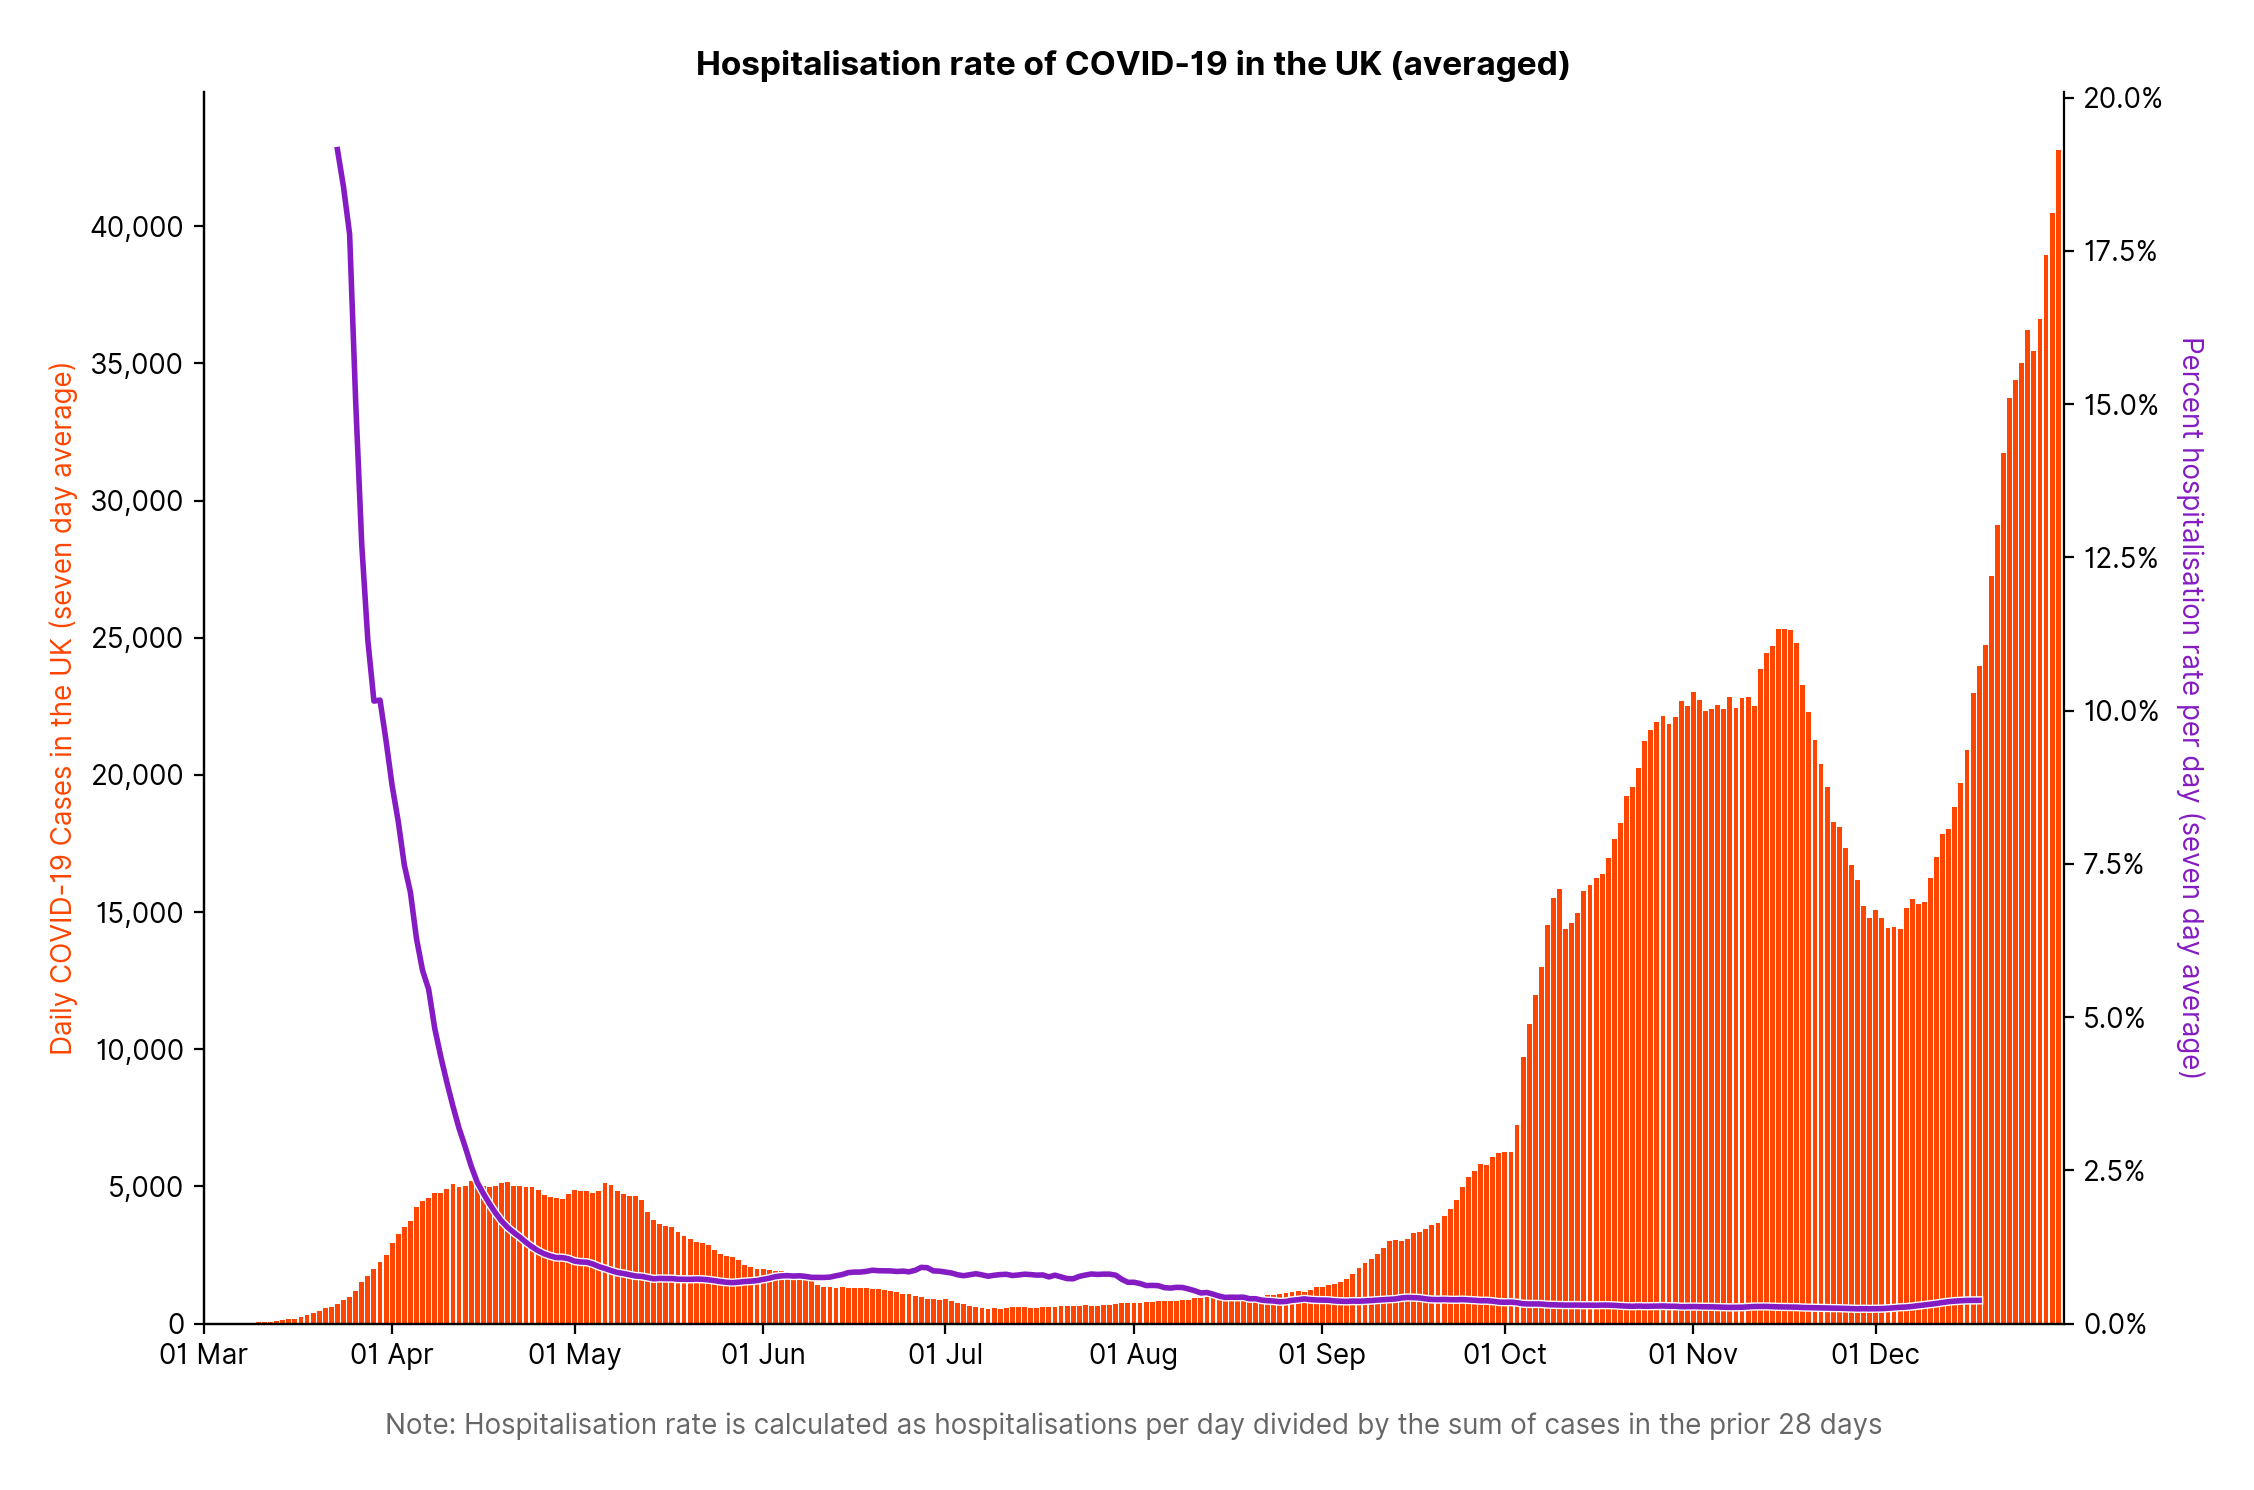 Hospitalisation rate of COVID-19 in the UK (averaged)
Daily COVID-19 Cases in the UK (seven day average)
40,000
35,000
30,000
25,000
20,000
15,000
10,000
5,000
0
20.0%
17.5%
15.0%
12.5%
10.0%
7.5%
5.0%
2.5%
0.0%
Percent hospitalisation rate per day (seven day average)
01 Mar
01 Apr
01 May
01 Jun
01 Jul
01 Aug
01 Sep
01 Oct
01 Nov
01 Dec
Note: Hospitalisation rate is calculated as hospitalisations per day divided by the sum of cases in the prior 28 days